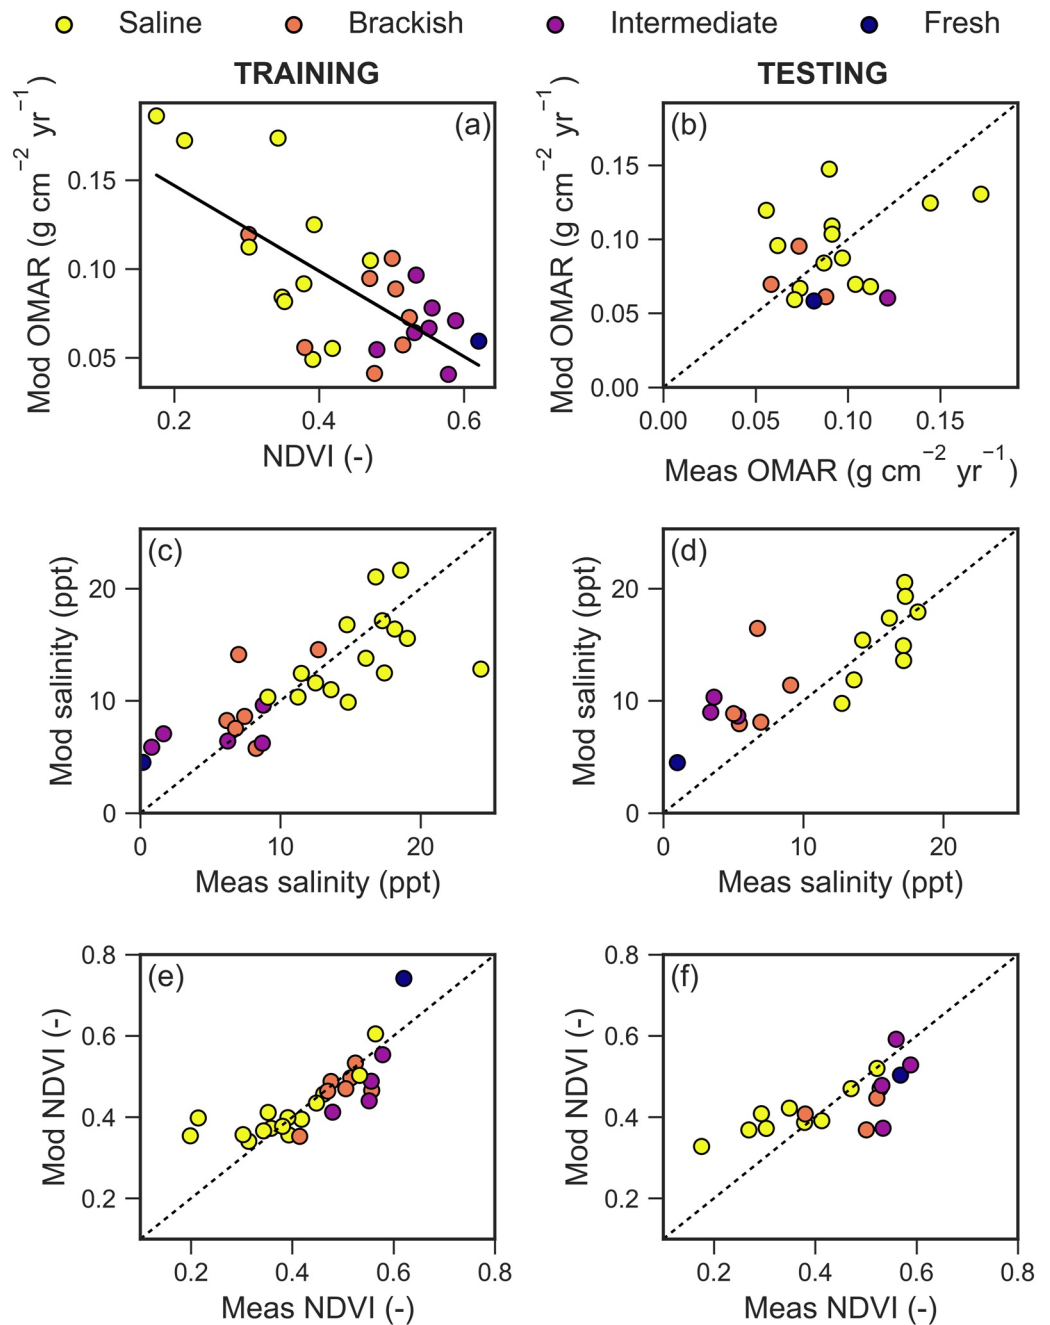 Saline Brackish Intermediate Fresh
TRAINING TESTING
(a) (b)
Mod OMAR (g cm−2 yr−1)
0.15
0.10
0.05
0.2 0.4 0.6
NDVI (-)
Mod OMAR (g cm−2 yr−1)
0.15
0.10
0.05
0.00
0.00 0.05 0.10 0.15
Meas OMAR (g cm−2 yr−1)
(c)
Mod salinity (ppt)
20
10
0
0 10 20
Meas salinity (ppt)
(d)
Mod salinity (ppt)
20
10
0
0 10 20
Meas salinity (ppt)
(e)
Mod NDVI (-)
0.8
0.6
0.4
0.2
0.2 0.4 0.6 0.8
Meas NDVI (-)
(f)
Mod NDVI (-)
0.8
0.6
0.4
0.2
0.2 0.4 0.6 0.8
Meas NDVI (-)